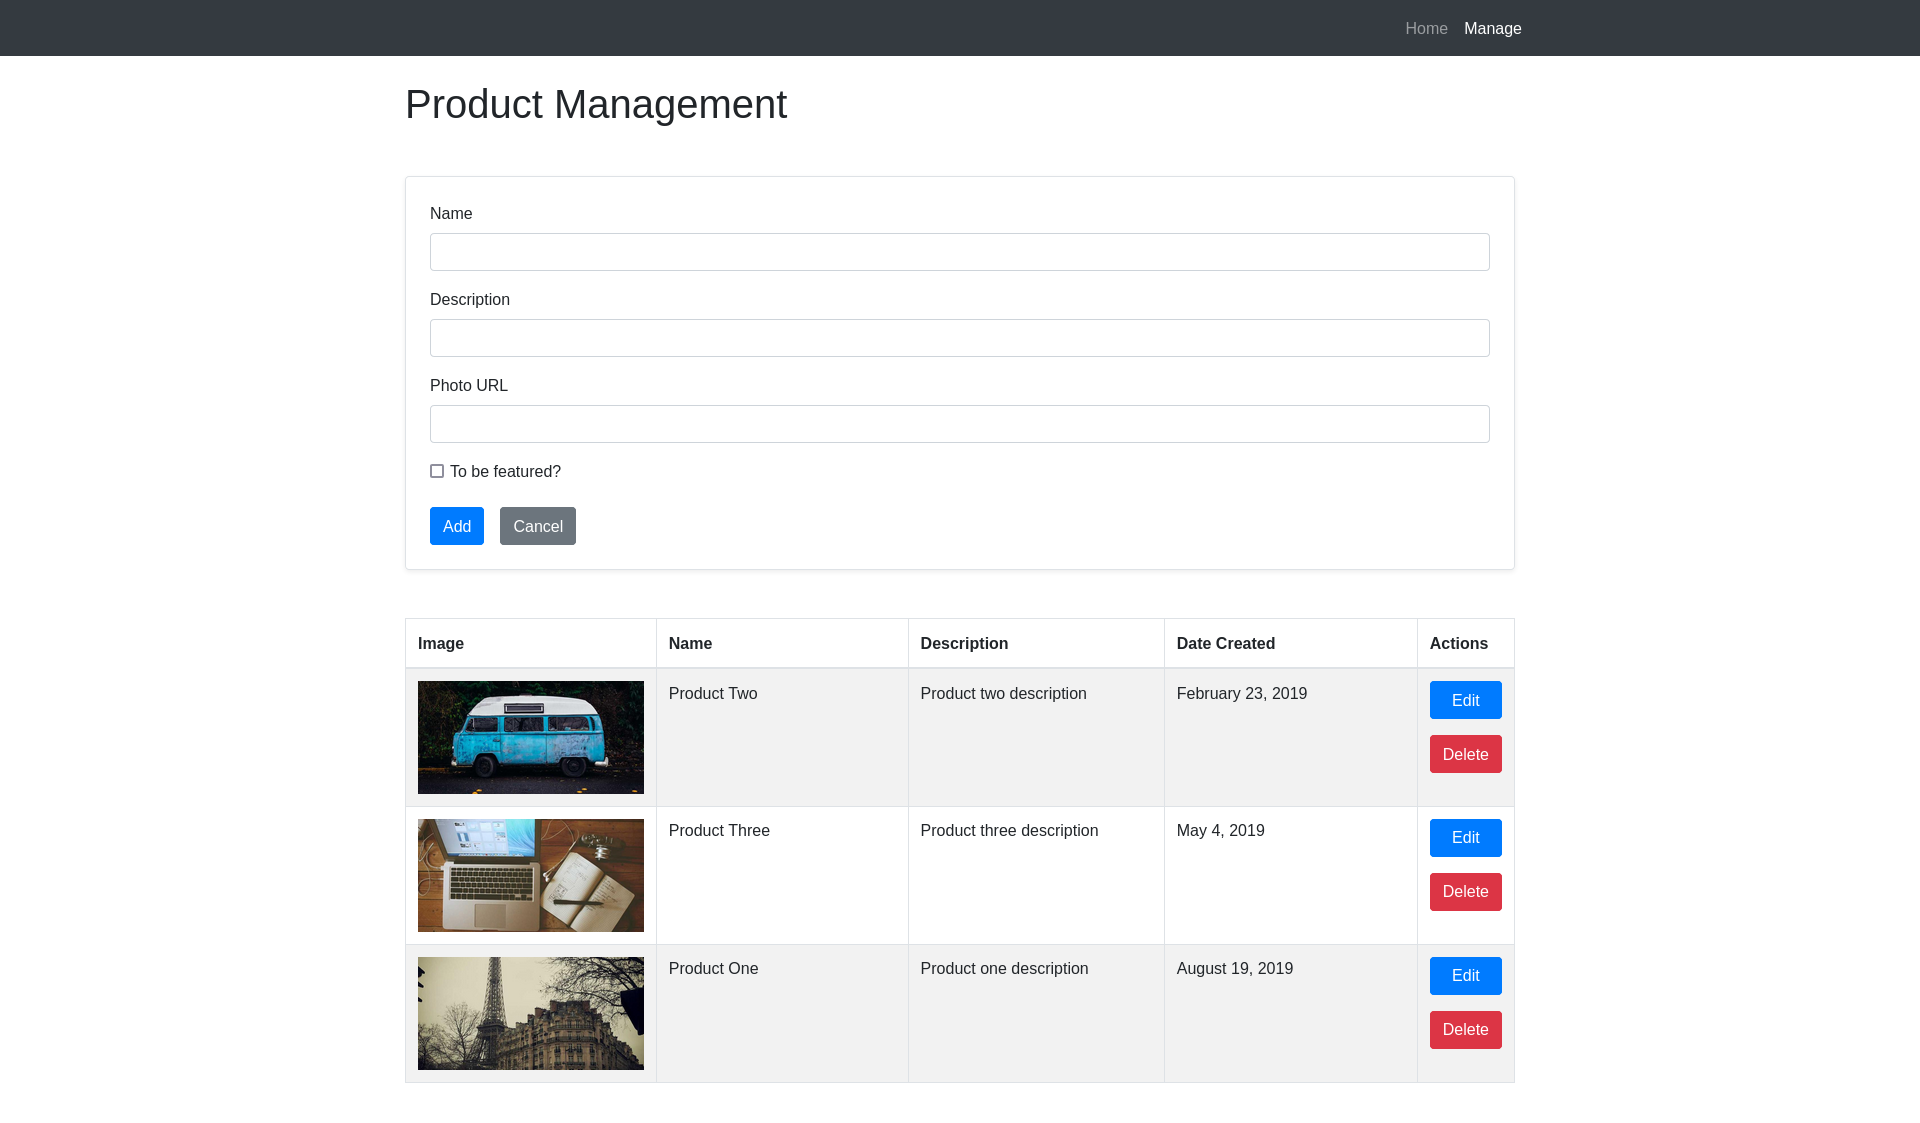 Home Manage
Product Management
Name
Description
Photo URL
To be featured?
Add Cancel
Image Name Description Date Created Actions
Product Two Product two description February 23, 2019 Edit
Delete
Product Three Product three description May 4, 2019 Edit
Delete
Product One Product one description August 19, 2019 Edit
Delete